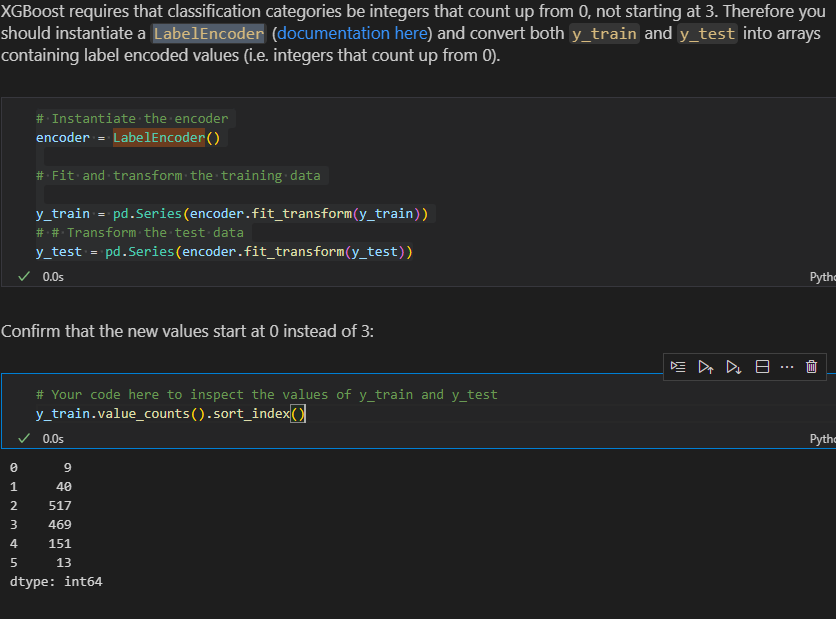 XGBoost requires that classification categories be integers that count up from 0, not starting at 3. Therefore you
should instantiate a LabelEncoder (documentation here) and convert both y_train and y_test into arrays
containing label encoded values (i.e. integers that count up from 0).
# Instantiate the encoder
encoder = LabelEncoder()
# Fit and transform the training data
y_train = pd.Series(encoder.fit_transform(y_train))
# # Transform the test data
y_test = pd.Series(encoder.fit_transform(y_test))
0.0s Pytho
Confirm that the new values start at 0 instead of 3:
# Your code here to inspect the values of y_train and y_test
y_train.value_counts().sort_index()
0.0s Pytho
0 9
1 40
2 517
3 469
4 151
5 13
dtype: int64